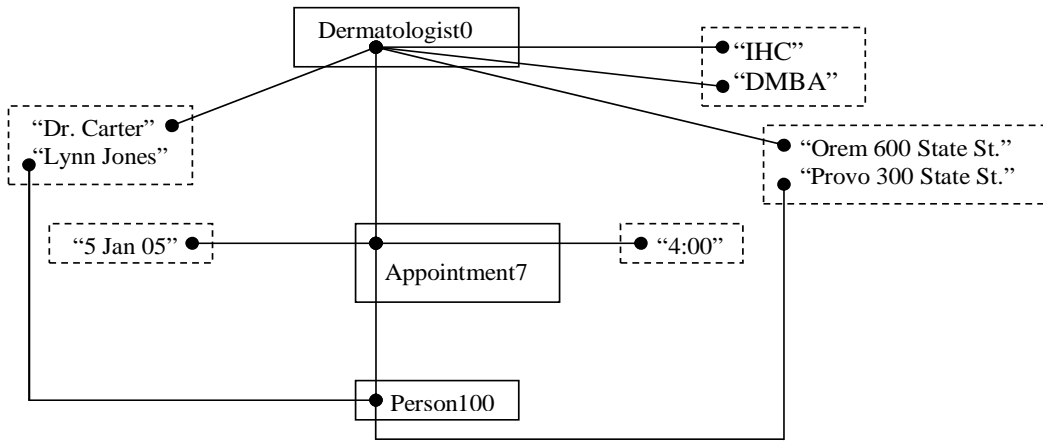 Dermatologist0
“IHC”
“DMBA”
“Dr. Carter”
“Lynn Jones”
“Orem 600 State St.”
“Provo 300 State St.”
“5 Jan 05”
“4:00”
Appointment7
Person100